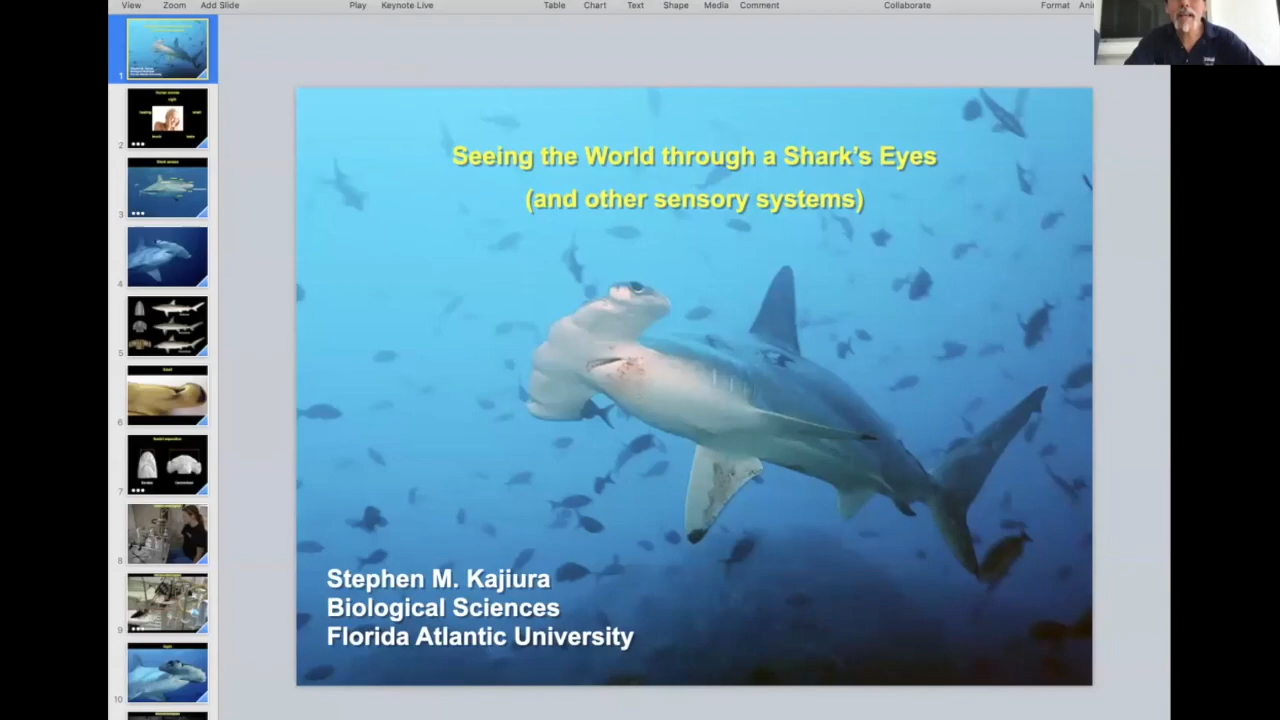 View Zoom Add Slide Play Keynote Live Table Chart Text Shape Media Comment Collaborate Format
Seeing the World through a Shark's Eyes
(and other sensory systems)
Stephen M. Kajiura
Biological Sciences
Florida Atlantic University
1
2
3
4
5
6
7
8
9
10